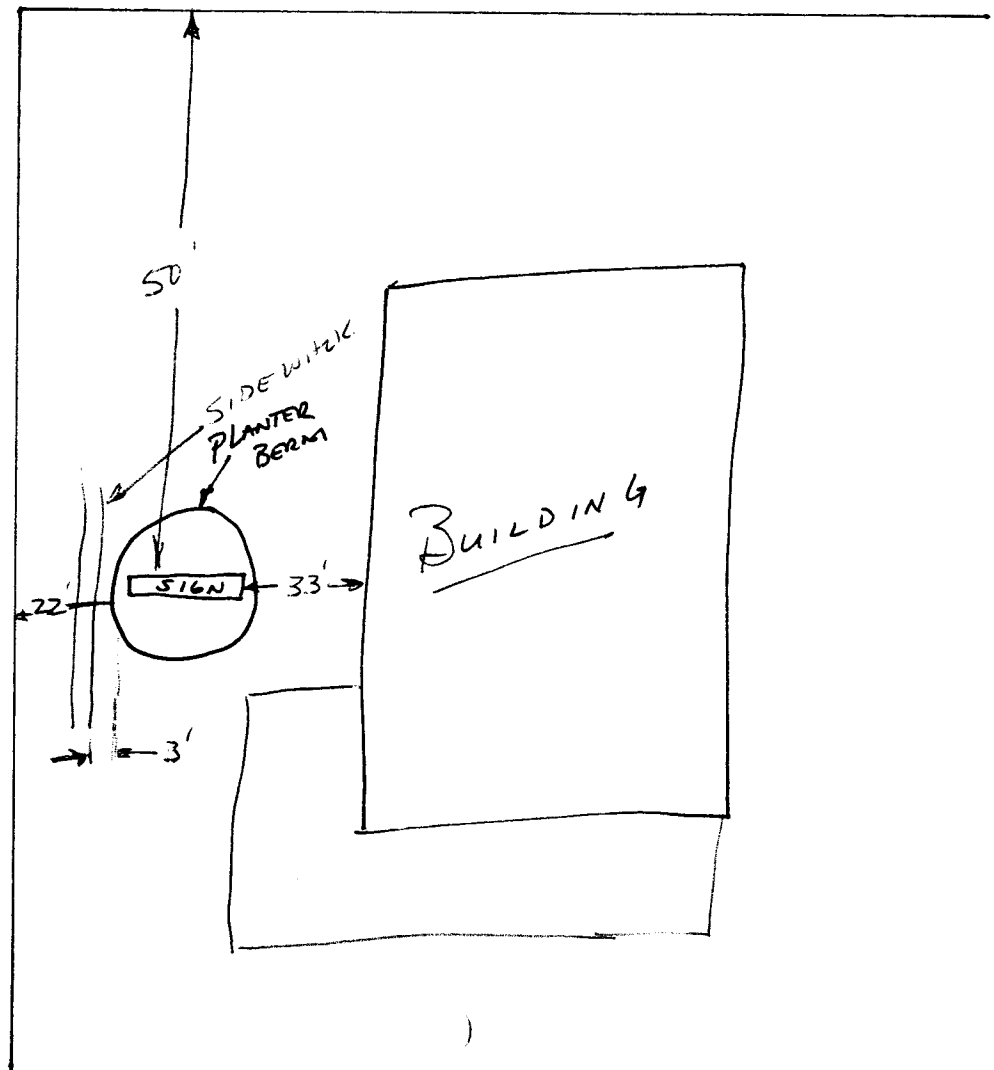 50'
SIDEWALK
PLANTER
BERM
BUILDING
SIGN
33'
22'
3'